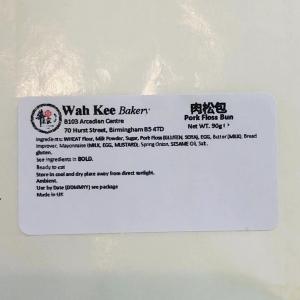 Wah Kee Bakery
B103 Arcadian Centre
70 Hurst Street, Birmingham B5 4TD
肉松包
Pork Floss Bun
NET WT. 90g
Ingredients: WHEAT Flour, Milk Powder, Sugar, Pork Floss (GLUTEN, SOYA), EGG, Butter (MILK), Bread
improver, Mayonnaise (MILK, EGG, MUSTARD), Spring Onion, SESAME Oil, Salt,
gluten.
See ingredients in BOLD.
Ready to eat
Store in cool and dry place away from direct sunlight.
Ambient.
Use by Date (DDMMYY) see package
Made in UK